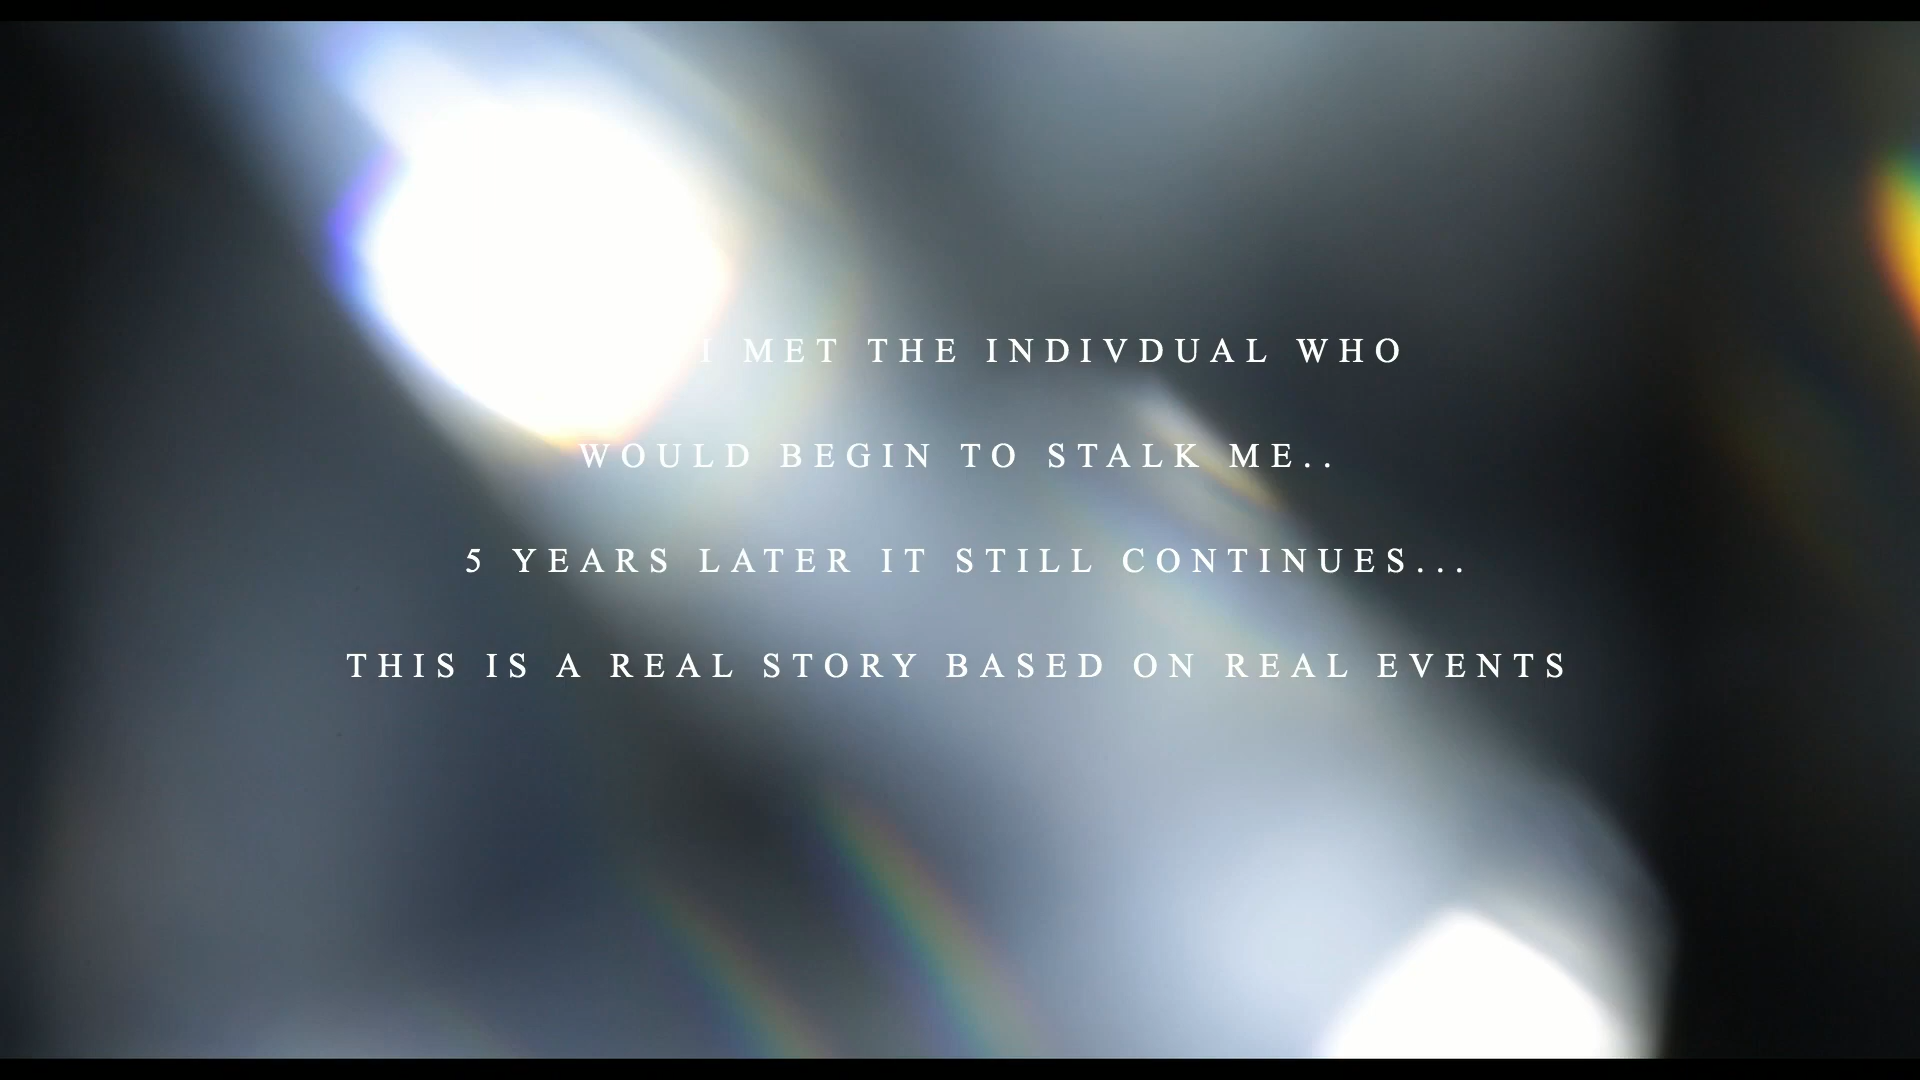 I MET THE INDIVDUAL WHO
WOULD BEGIN TO STALK ME..
5 YEARS LATER IT STILL CONTINUES...
THIS IS A REAL STORY BASED ON REAL EVENTS